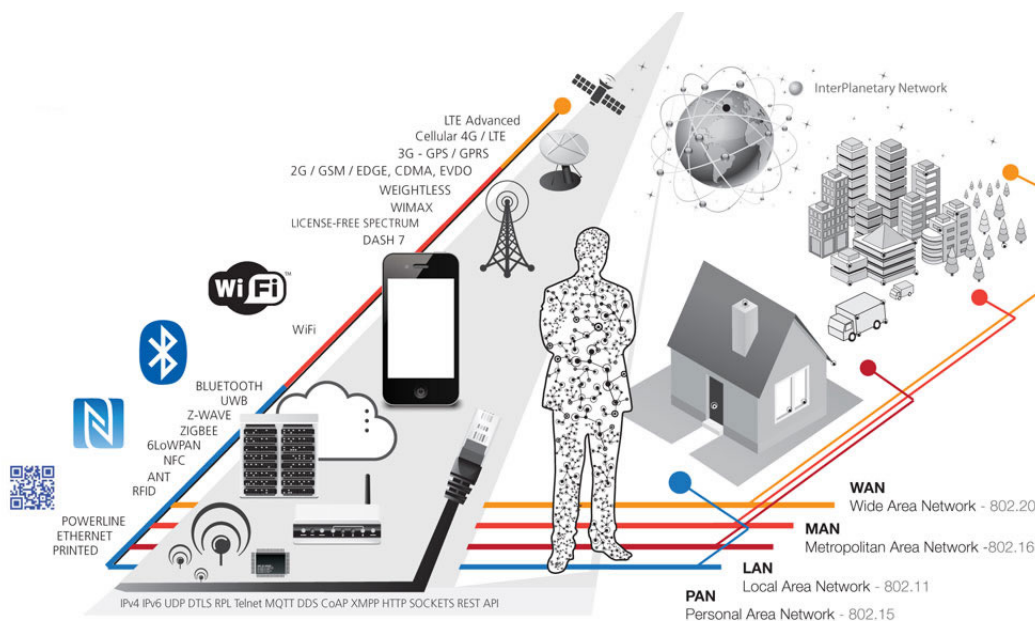 InterPlanetary Network
LTE Advanced
Cellular 4G / LTE
3G - GPS / GPRS
2G / GSM / EDGE, CDMA, EVDO
WEIGHTLESS
WIMAX
LICENSE-FREE SPECTRUM
DASH 7
Wi Fi TM
WiFi
BLUETOOTH
UWB
Z-WAVE
ZIGBEE
6LoWPAN
NFC
ANT
RFID
POWERLINE
ETHERNET
PRINTED
WAN
Wide Area Network - 802.20
MAN
Metropolitan Area Network -802.16
LAN
Local Area Network - 802.11
PAN
Personal Area Network - 802.15
IPv4 IPv6 UDP DTLS RPL Telnet MQTT DDS CoAP XMPP HTTP SOCKETS REST API